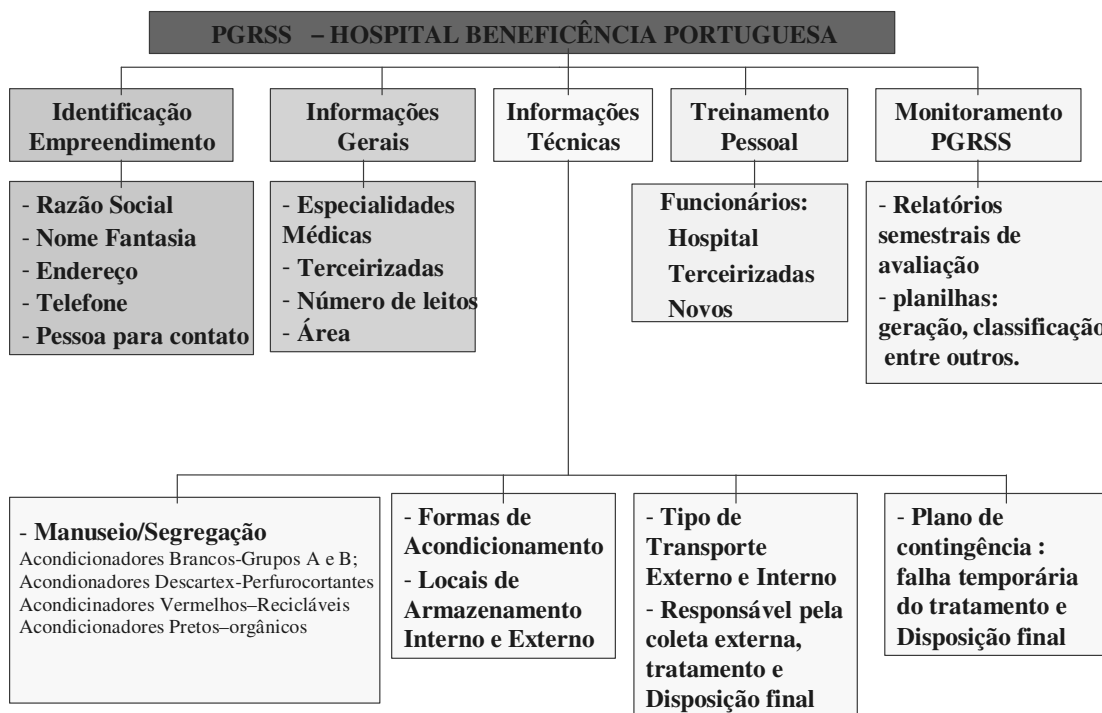 PGRSS – HOSPITAL BENEFICÊNCIA PORTUGUESA
Identificação
Empreendimento
Informações
Gerais
Informações
Técnicas
Treinamento
Pessoal
Monitoramento
PGRSS
- Razão Social
- Nome Fantasia
- Endereço
- Telefone
- Pessoa para contato
- Especialidades
Médicas
- Terceirizadas
- Número de leitos
- Área
Funcionários:
Hospital
Terceirizadas
Novos
- Relatórios
semestrais de
avaliação
- planilhas:
geração, classificação
entre outros.
- Manuseio/Segregação
Acondicionadores Brancos-Grupos A e B;
Acondionadores Descartex-Perfurocortantes
Acondicinadores Vermelhos–Recicláveis
Acondicionadores Pretos–orgânicos
- Formas de
Acondicionamento
- Locais de
Armazenamento
Interno e Externo
- Tipo de
Transporte
Externo e Interno
- Responsável pela
coleta externa,
tratamento e
Disposição final
- Plano de
contingência :
falha temporária
do tratamento e
Disposição final